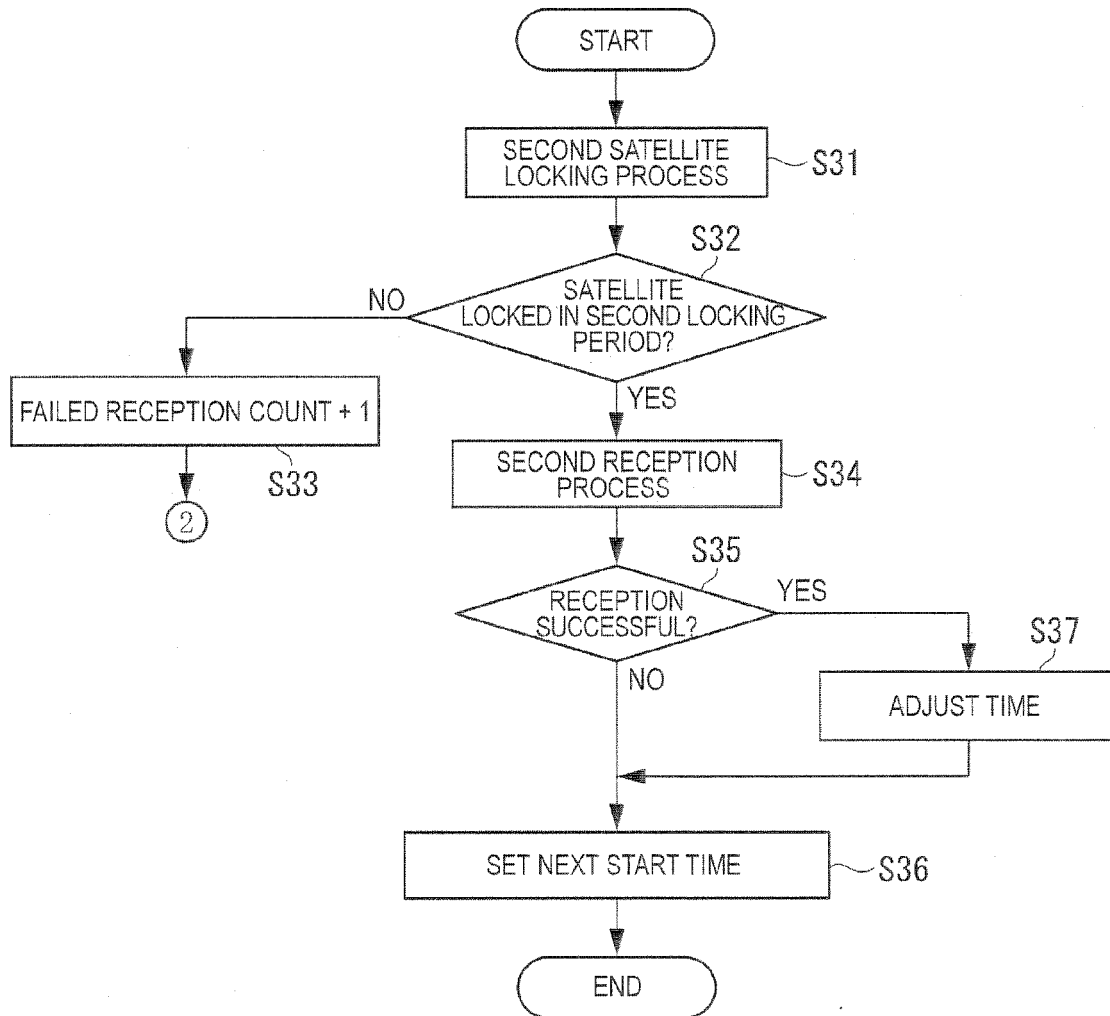 START
SECOND SATELLITE
LOCKING PROCESS
S31
S32
SATELLITE
LOCKED IN SECOND LOCKING
PERIOD?
NO
YES
FAILED RECEPTION COUNT + 1
S33
2
SECOND RECEPTION
PROCESS
S34
S35
RECEPTION
SUCCESSFUL?
YES
NO
S37
ADJUST TIME
SET NEXT START TIME
S36
END